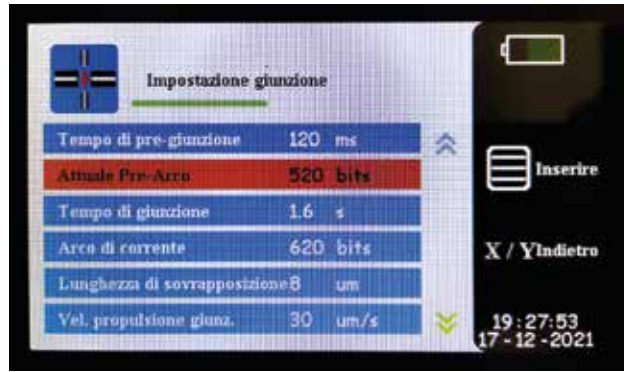 Impostazione giunzione
Tempo di pre-giunzione 120 ms
Attuale Pre-Arco 520 bits
Tempo di giunzione 1.6 s
Arco di corrente 620 bits
Lunghezza di sovrapposizione 8 um
Vel. propulsione giunz. 30 um/s
Inserire
X / Y Indietro
19:27:53
17-12-2021